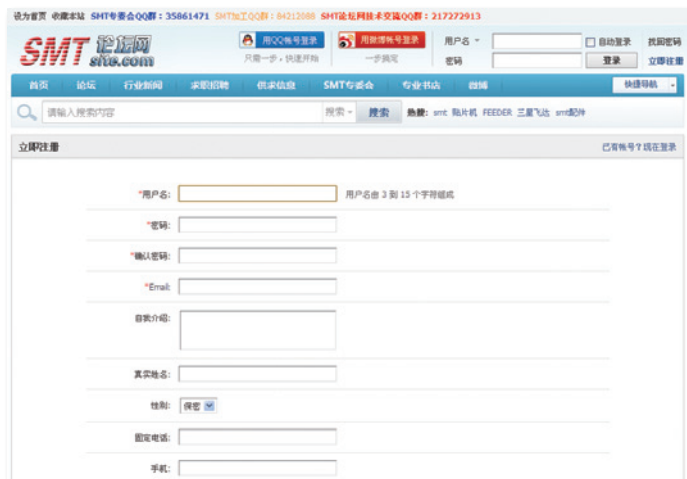 设为首页 收藏本站 SMT专委会QQ群：35861471 SMT加工QQ群：84212088 SMT论坛网技术交流QQ群：217272913
SMT 论坛网
site.com
用QQ帐号登录
只需一步，快速开始
用微博帐号登录
一步搞定
用户名
自动登录
找回密码
密码
登录
立即注册
首页 论坛 行业新闻 求职招聘 供求信息 SMT专委会 专业书店 微博 快捷导航
请输入搜索内容 搜索 搜索 热搜: smt 贴片机 FEEDER 三星飞达 smt配件
立即注册 已有帐号？现在登录
*用户名: 用户名由 3 到 15 个字符组成
*密码:
*确认密码:
*Email:
自我介绍:
真实姓名:
性别: 保密
固定电话:
手机: